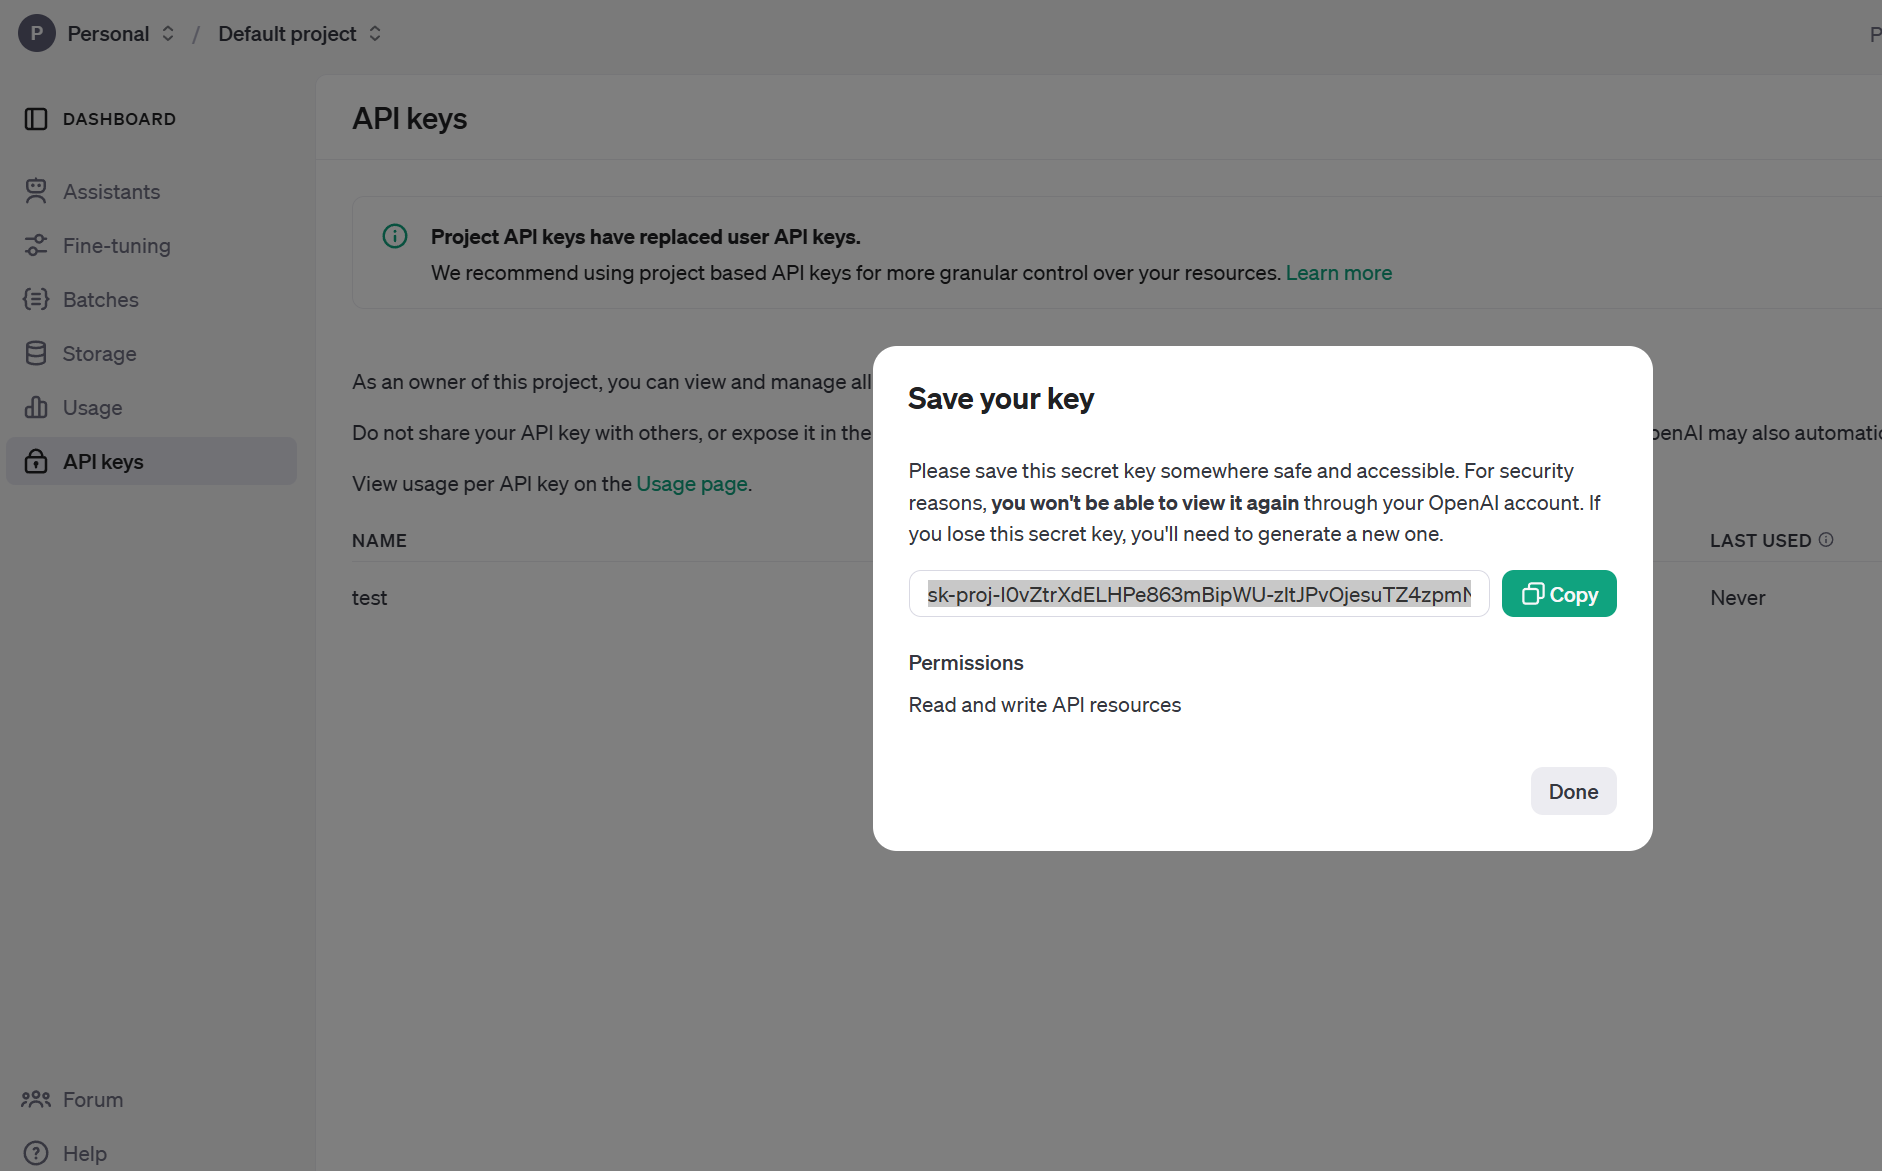 P Personal / Default project
P
DASHBOARD
Assistants
Fine-tuning
Batches
Storage
Usage
API keys
Forum
Help
API keys
Project API keys have replaced user API keys.
We recommend using project based API keys for more granular control over your resources. Learn more
As an owner of this project, you can view and manage all
Do not share your API key with others, or expose it in the
penAI may also automatic
View usage per API key on the Usage page.
NAME
LAST USED
test
Never
Save your key
Please save this secret key somewhere safe and accessible. For security
reasons, you won't be able to view it again through your OpenAI account. If
you lose this secret key, you'll need to generate a new one.
sk-proj-I0vZtrXdELHPe863mBipWU-zItJPvOjesuTZ4zpmN
Copy
Permissions
Read and write API resources
Done